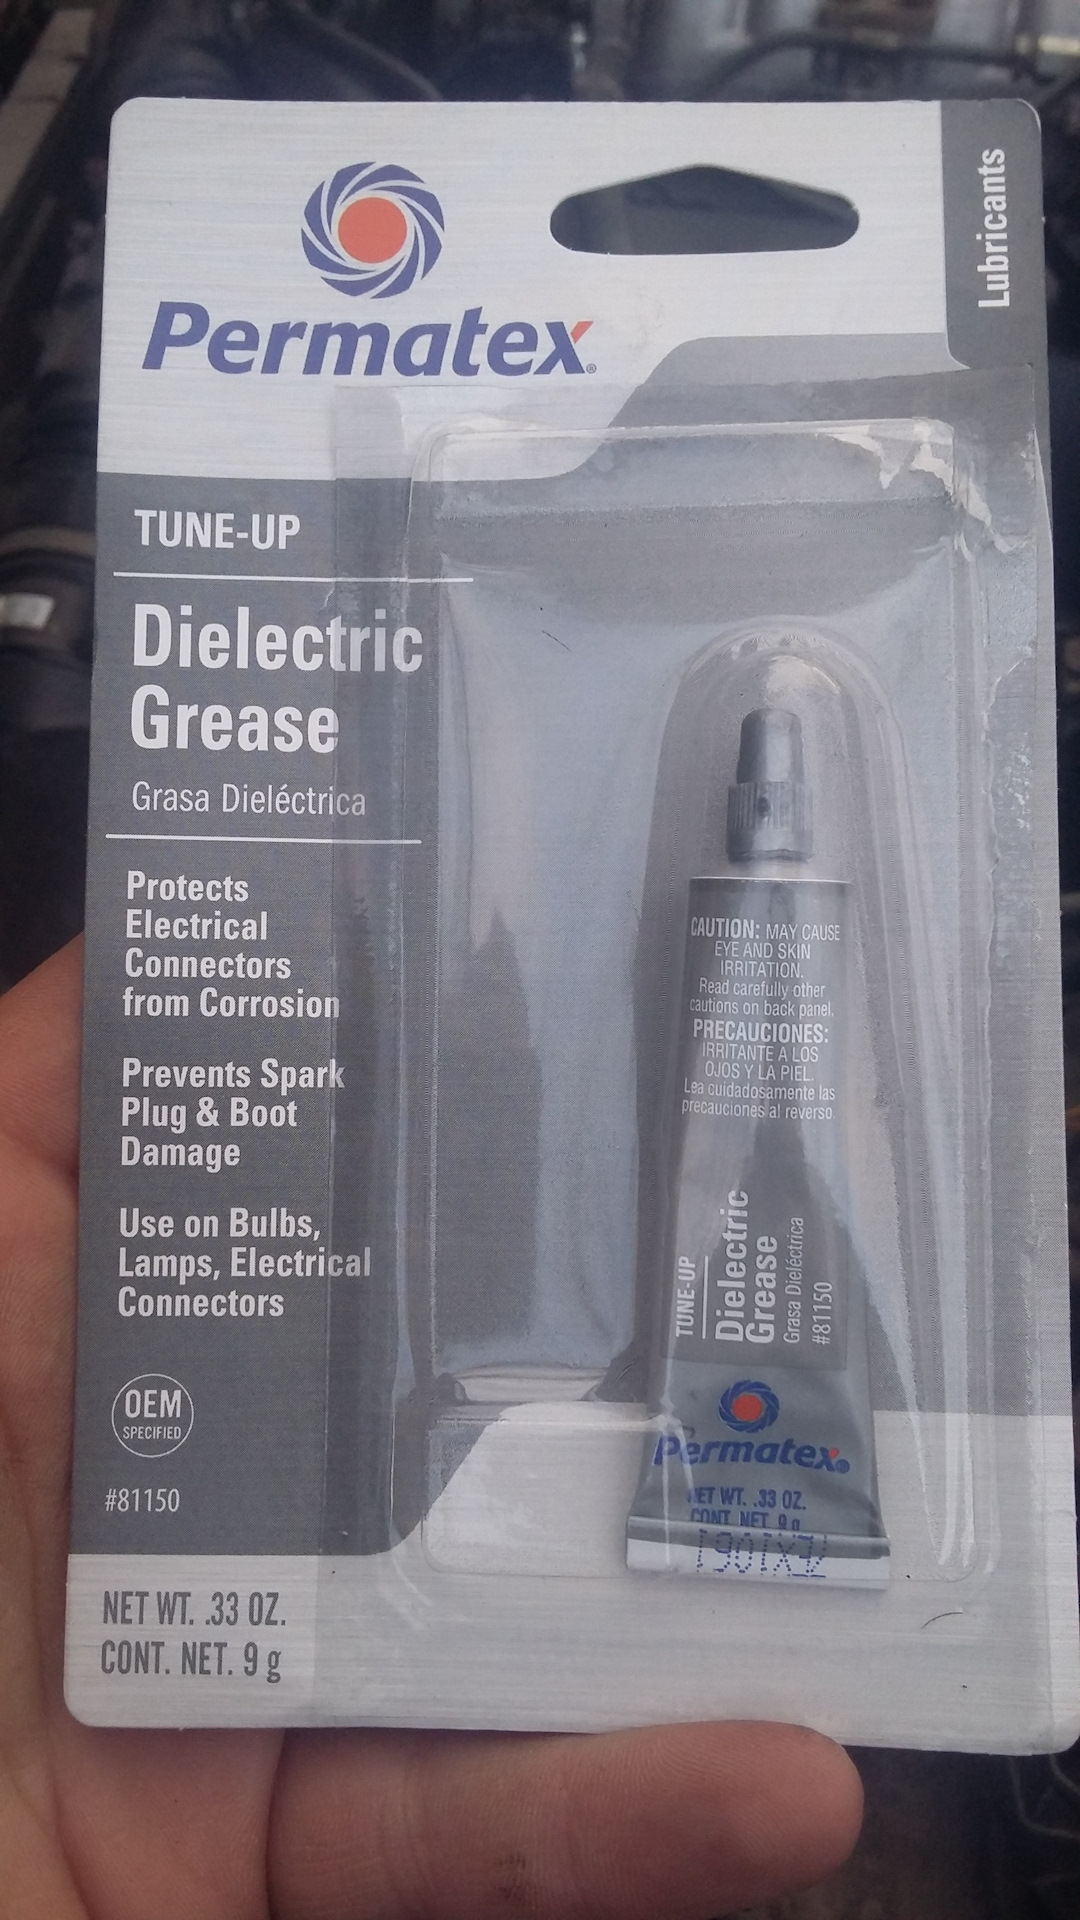 Lubricants
Permatex®
TUNE-UP
Dielectric
Grease
Grasa Dieléctrica
Protects
Electrical
Connectors
from Corrosion
Prevents Spark
Plug & Boot
Damage
Use on Bulbs,
Lamps, Electrical
Connectors
OEM
SPECIFIED
#81150
NET WT. .33 OZ.
CONT. NET. 9 g
CAUTION: MAY CAUSE
EYE AND SKIN
IRRITATION.
Read carefully other
cautions on back panel.
PRECAUCIONES:
IRRITANTE A LOS
OJOS Y LA PIEL.
Lea cuidadosamente las
precauciones al reverso.
TUNE-UP
Dielectric
Grease
Grasa Dieléctrica
#81150
Permatex®
NET WT. .33 OZ.
CONT. NET. 9 g